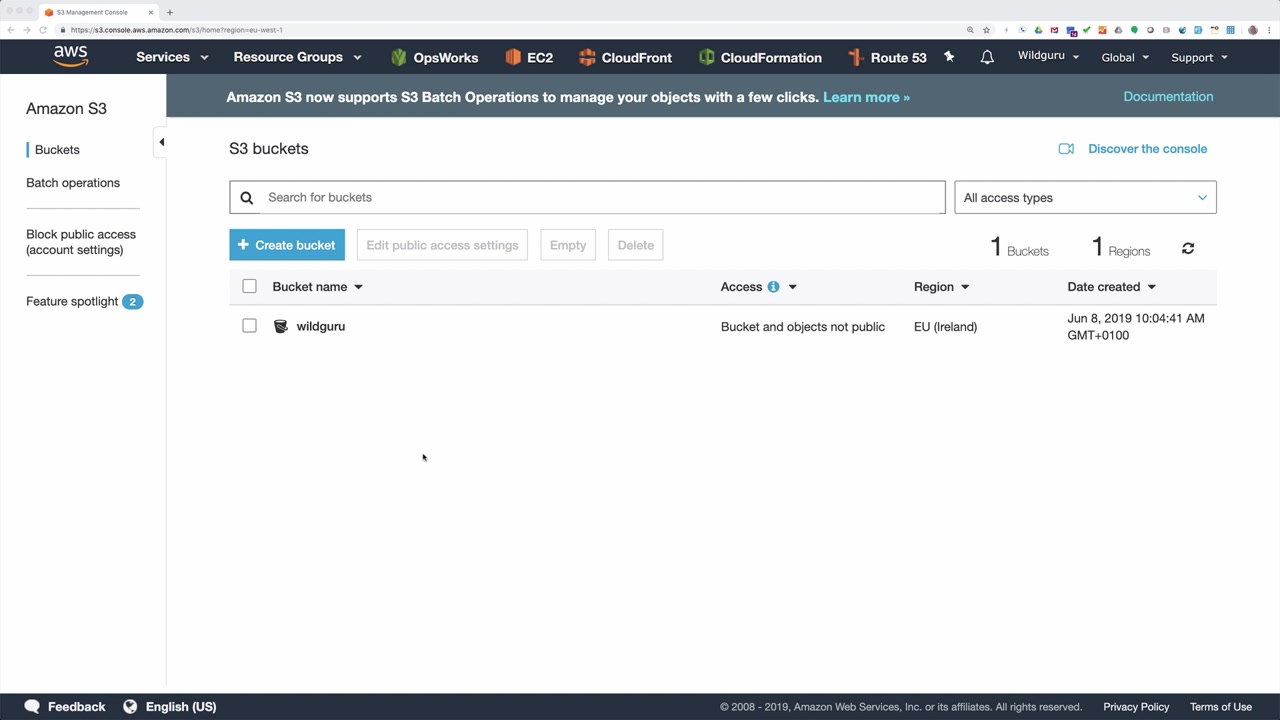 S3 Management Console
https://s3.console.aws.amazon.com/s3/home?region=eu-west-1
aws
Services
Resource Groups
OpsWorks
EC2
CloudFront
CloudFormation
Route 53
Wildguru
Global
Support
Amazon S3
Buckets
Batch operations
Block public access
(account settings)
Feature spotlight 2
Amazon S3 now supports S3 Batch Operations to manage your objects with a few clicks. Learn more »
Documentation
S3 buckets
Discover the console
Search for buckets
All access types
+ Create bucket
Edit public access settings
Empty
Delete
1 Buckets
1 Regions
Bucket name
Access
Region
Date created
wildguru
Bucket and objects not public
EU (Ireland)
Jun 8, 2019 10:04:41 AM
GMT+0100
Feedback
English (US)
© 2008 - 2019, Amazon Web Services, Inc. or its affiliates. All rights reserved.
Privacy Policy
Terms of Use